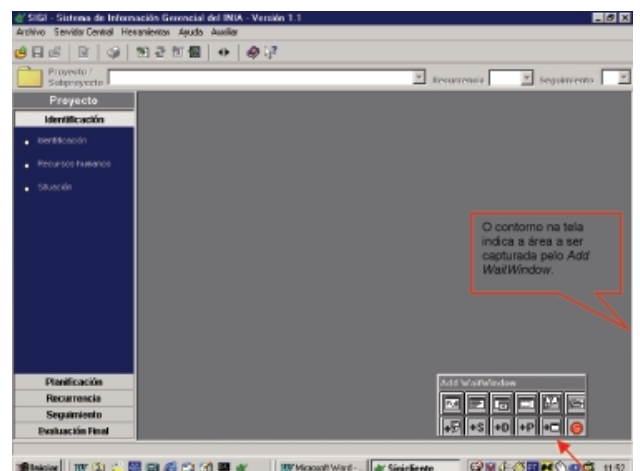 SIGI - Sistema de Información Gerencial del INIA - Versión 1.1
Archivo Servidor Central Herramientas Ayuda Auxiliar
Proyecto / Subproyecto
Recurrencia
Seguimiento
Proyecto
Identificación
Identificación
Recursos humanos
Situación
O contorno na tela
indica a área a ser
capturada pelo Add
WaitWindow.
Planificación
Recurrencia
Seguimiento
Evaluación Final
Add WaitWindow
+S +D +P
Inicio
Microsoft Word - ...
Sigicliente
11:52